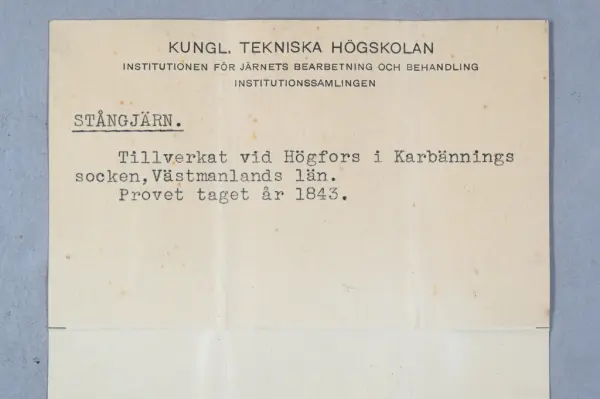 KUNGL. TEKNISKA HÖGSKOLAN
INSTITUTIONEN FÖR JÄRNETS BEARBETNING OCH BEHANDLING
INSTITUTIONSSAMLINGEN
STÅNGJÄRN.
Tillverkat vid Högfors i Karbännings
socken,Västmanlands län.
Provet taget år 1843.